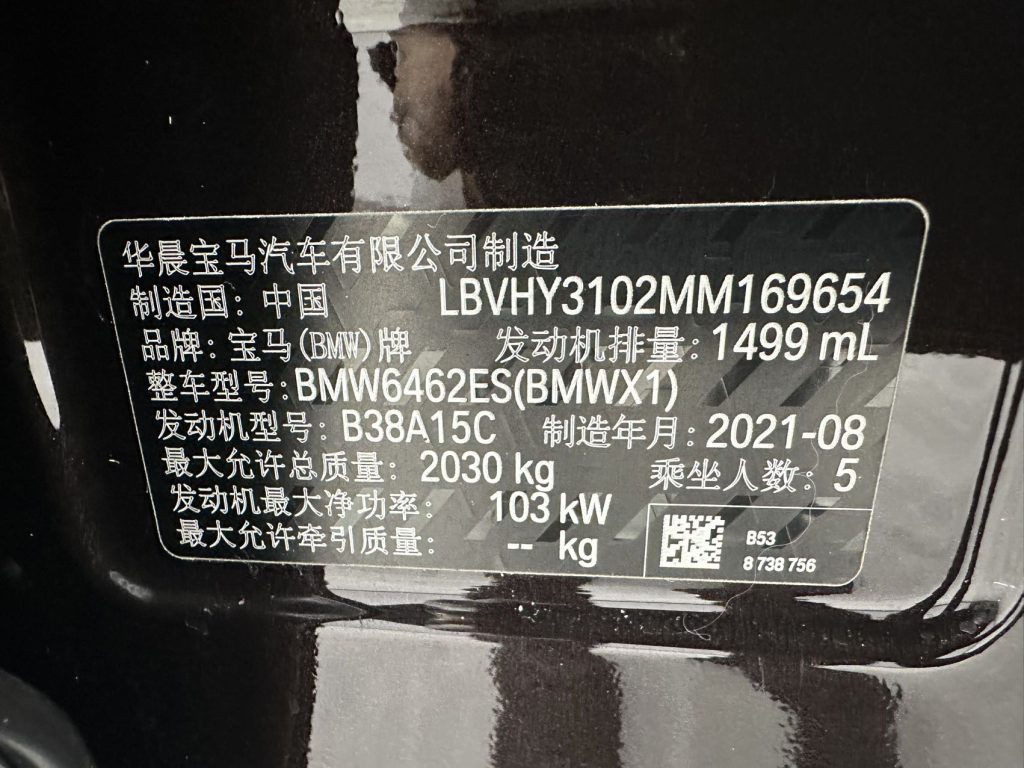 华晨宝马汽车有限公司制造
制造国：中国 LBVHY3102MM169654
品牌：宝马(BMW)牌 发动机排量：1499 mL
整车型号：BMW6462ES(BMWX1)
发动机型号：B38A15C 制造年月：2021-08
最大允许总质量：2030 kg 乘坐人数：5
发动机最大净功率：103 kW
最大允许牵引质量：-- kg
B53
8 738 756